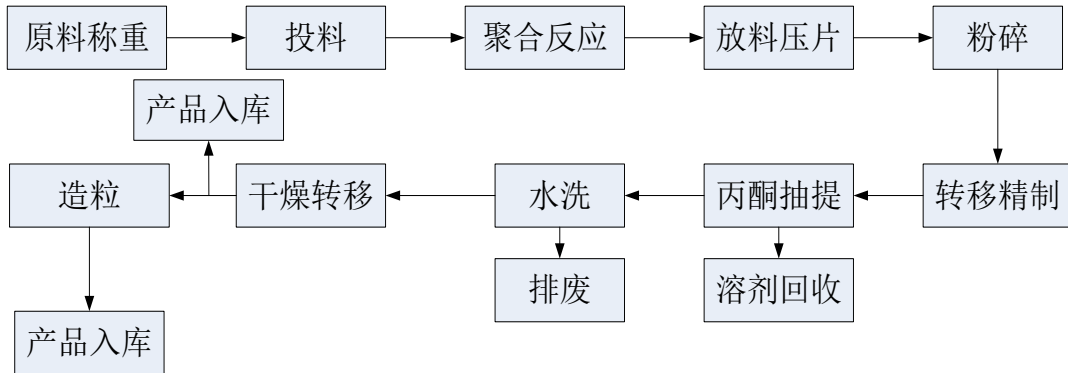 原料称重
投料
聚合反应
放料压片
粉碎
产品入库
造粒
干燥转移
水洗
丙酮抽提
转移精制
排废
溶剂回收
产品入库